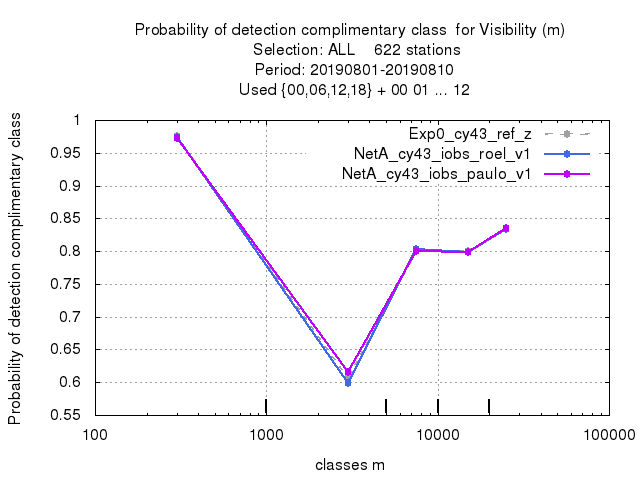 Probability of detection complimentary class  for Visibility (m)
Selection: ALL    622 stations
Period: 20190801-20190810
Used {00,06,12,18} + 00 01 ... 12
Probability of detection complimentary class
1
0.95
0.9
0.85
0.8
0.75
0.7
0.65
0.6
0.55
Exp0_cy43_ref_z
NetA_cy43_iobs_roel_v1
NetA_cy43_iobs_paulo_v1
100 1000 10000 100000
classes m